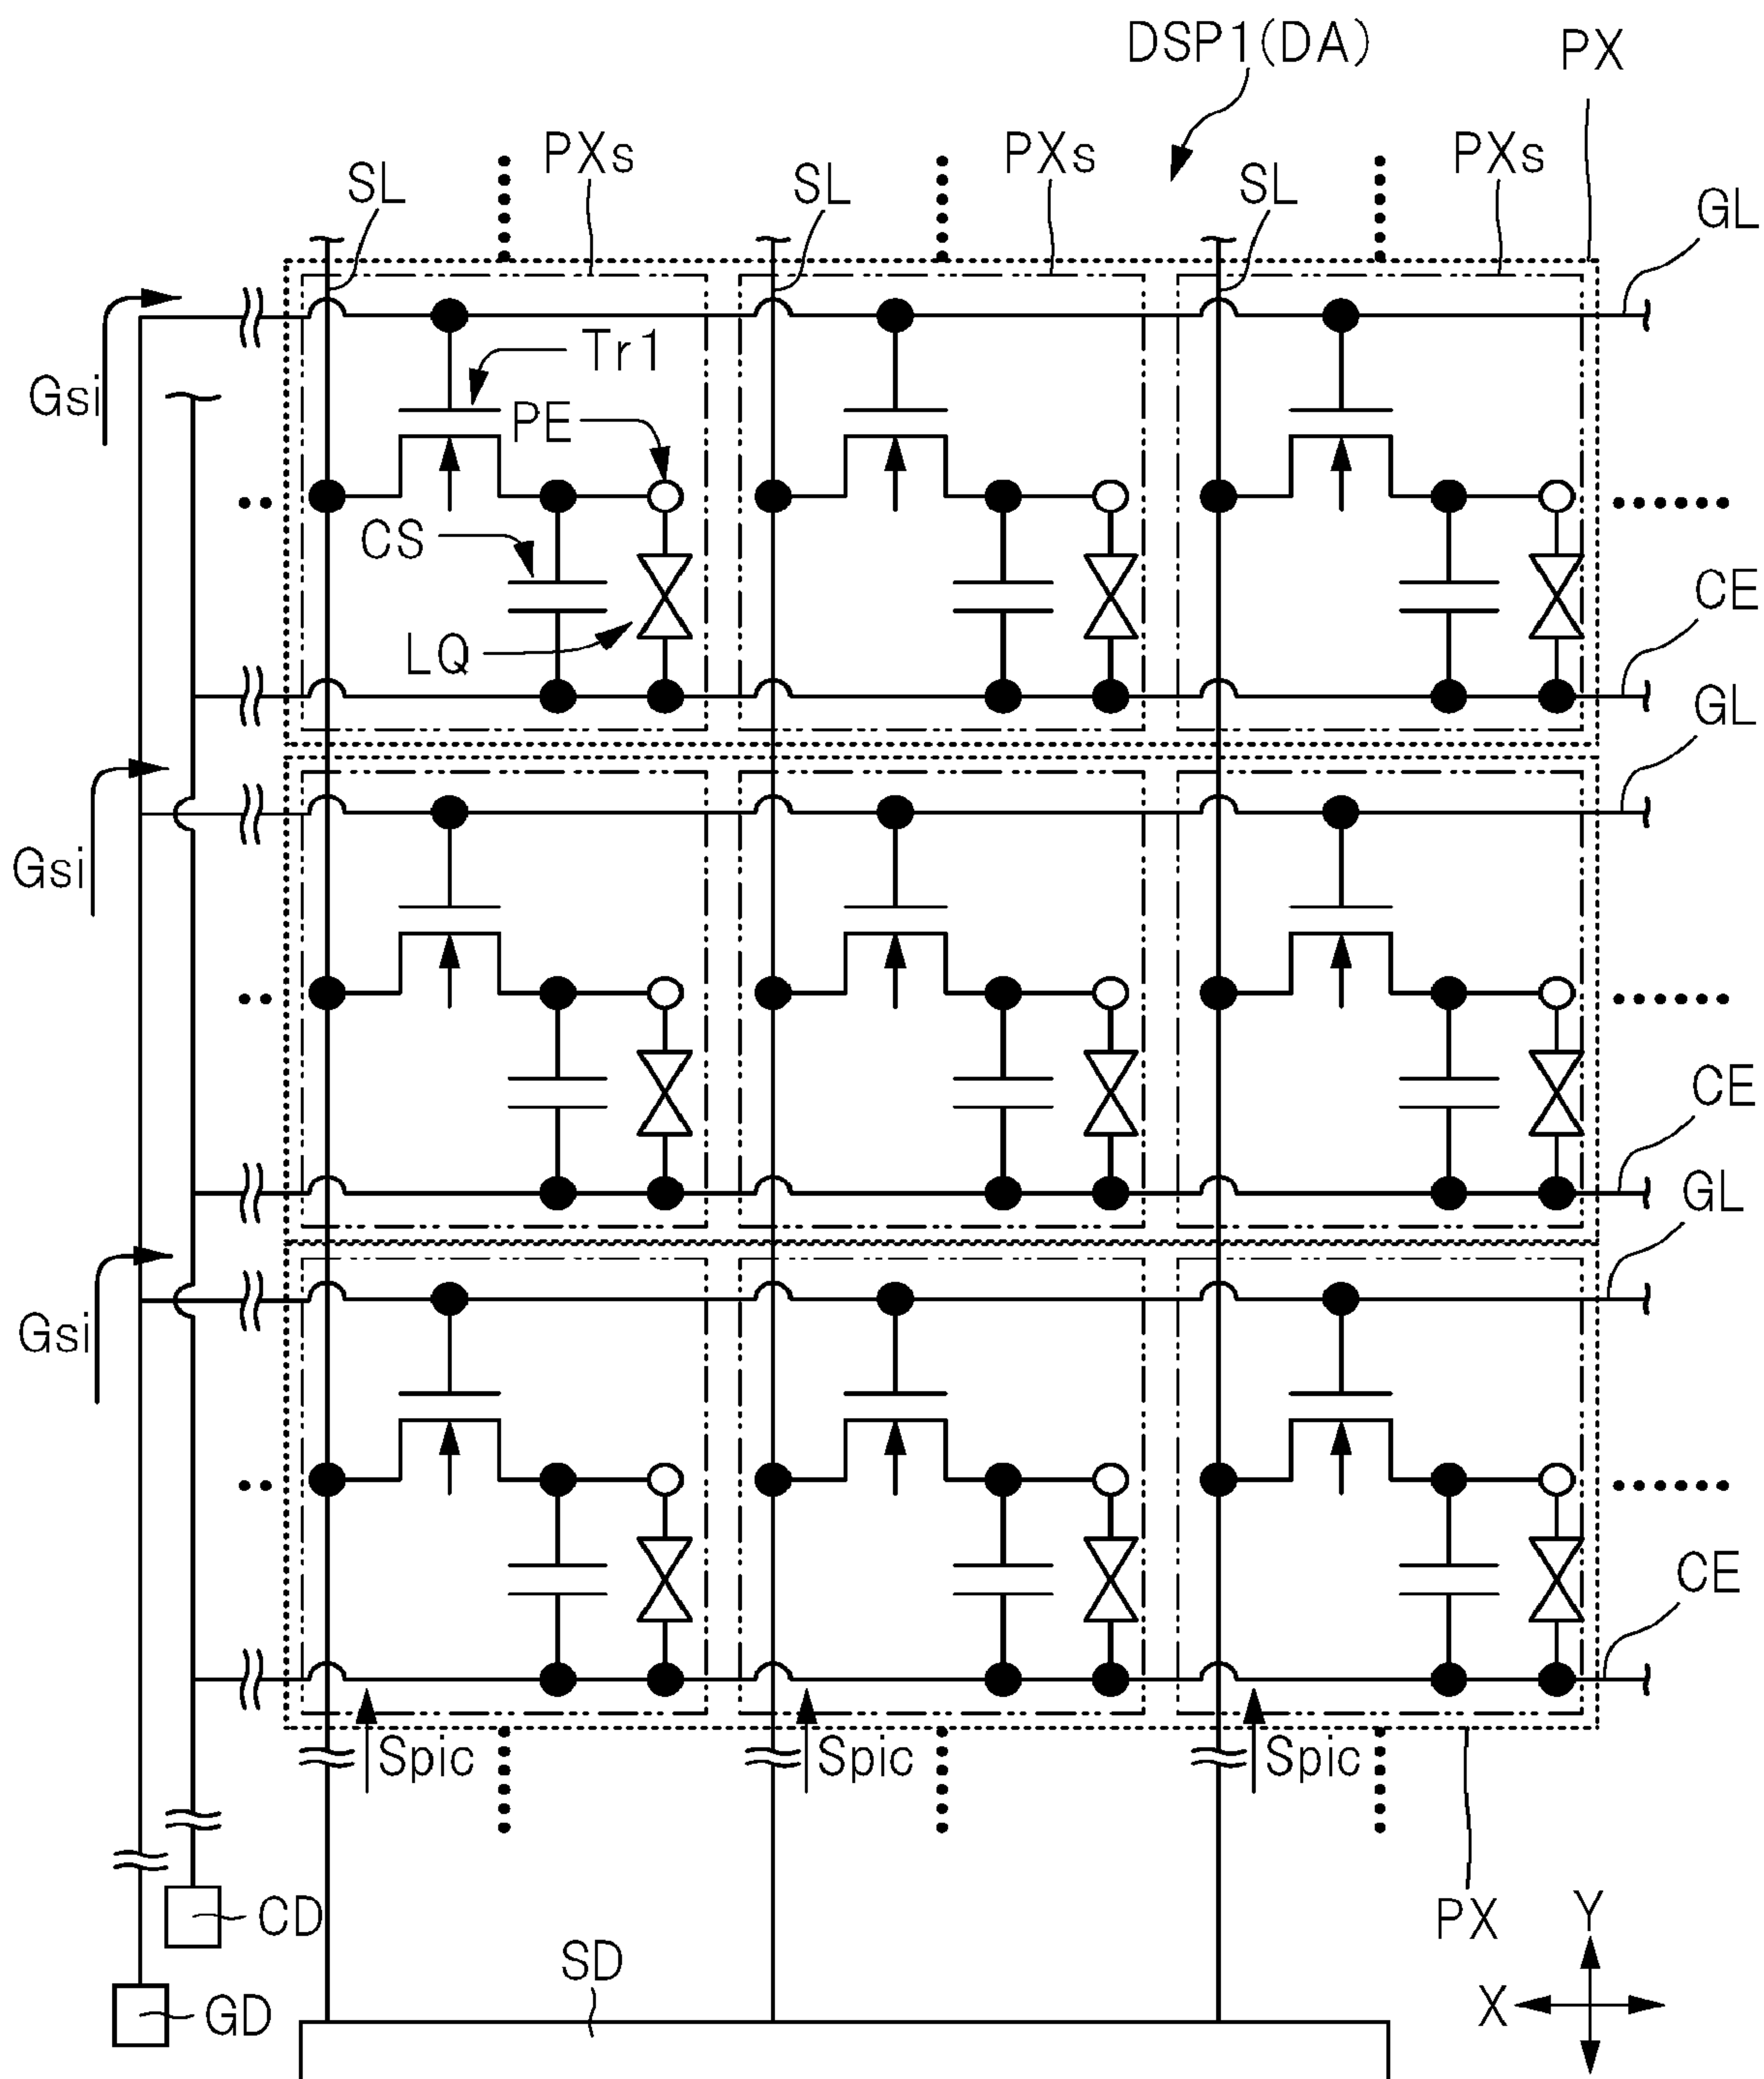 DSP1(DA)
PX
PXs
PXs
PXs
SL
SL
SL
GL
Gsi
Tr1
PE
CS
LQ
CE
GL
Gsi
CE
GL
Gsi
CE
Spic
Spic
Spic
CD
PX
Y
SD
X
GD